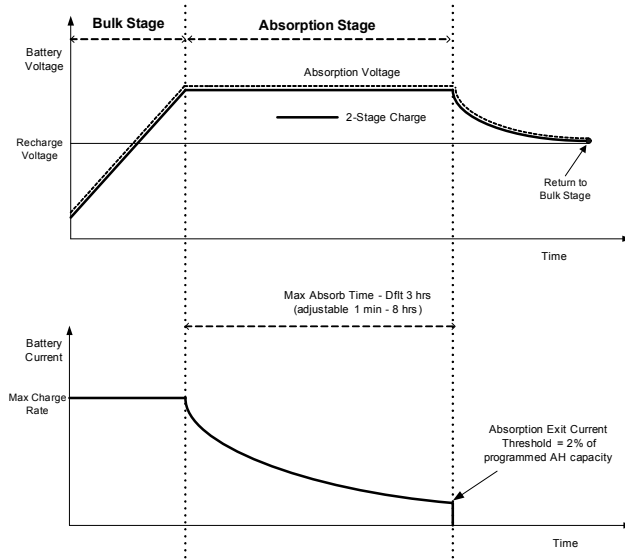 Bulk Stage
Absorption Stage
Battery
Voltage
Absorption Voltage
2-Stage Charge
Recharge
Voltage
Return to
Bulk Stage
Time
Max Absorb Time - Dflt 3 hrs
(adjustable 1 min - 8 hrs)
Battery
Current
Max Charge
Rate
Absorption Exit Current
Threshold = 2% of
programmed AH capacity
Time